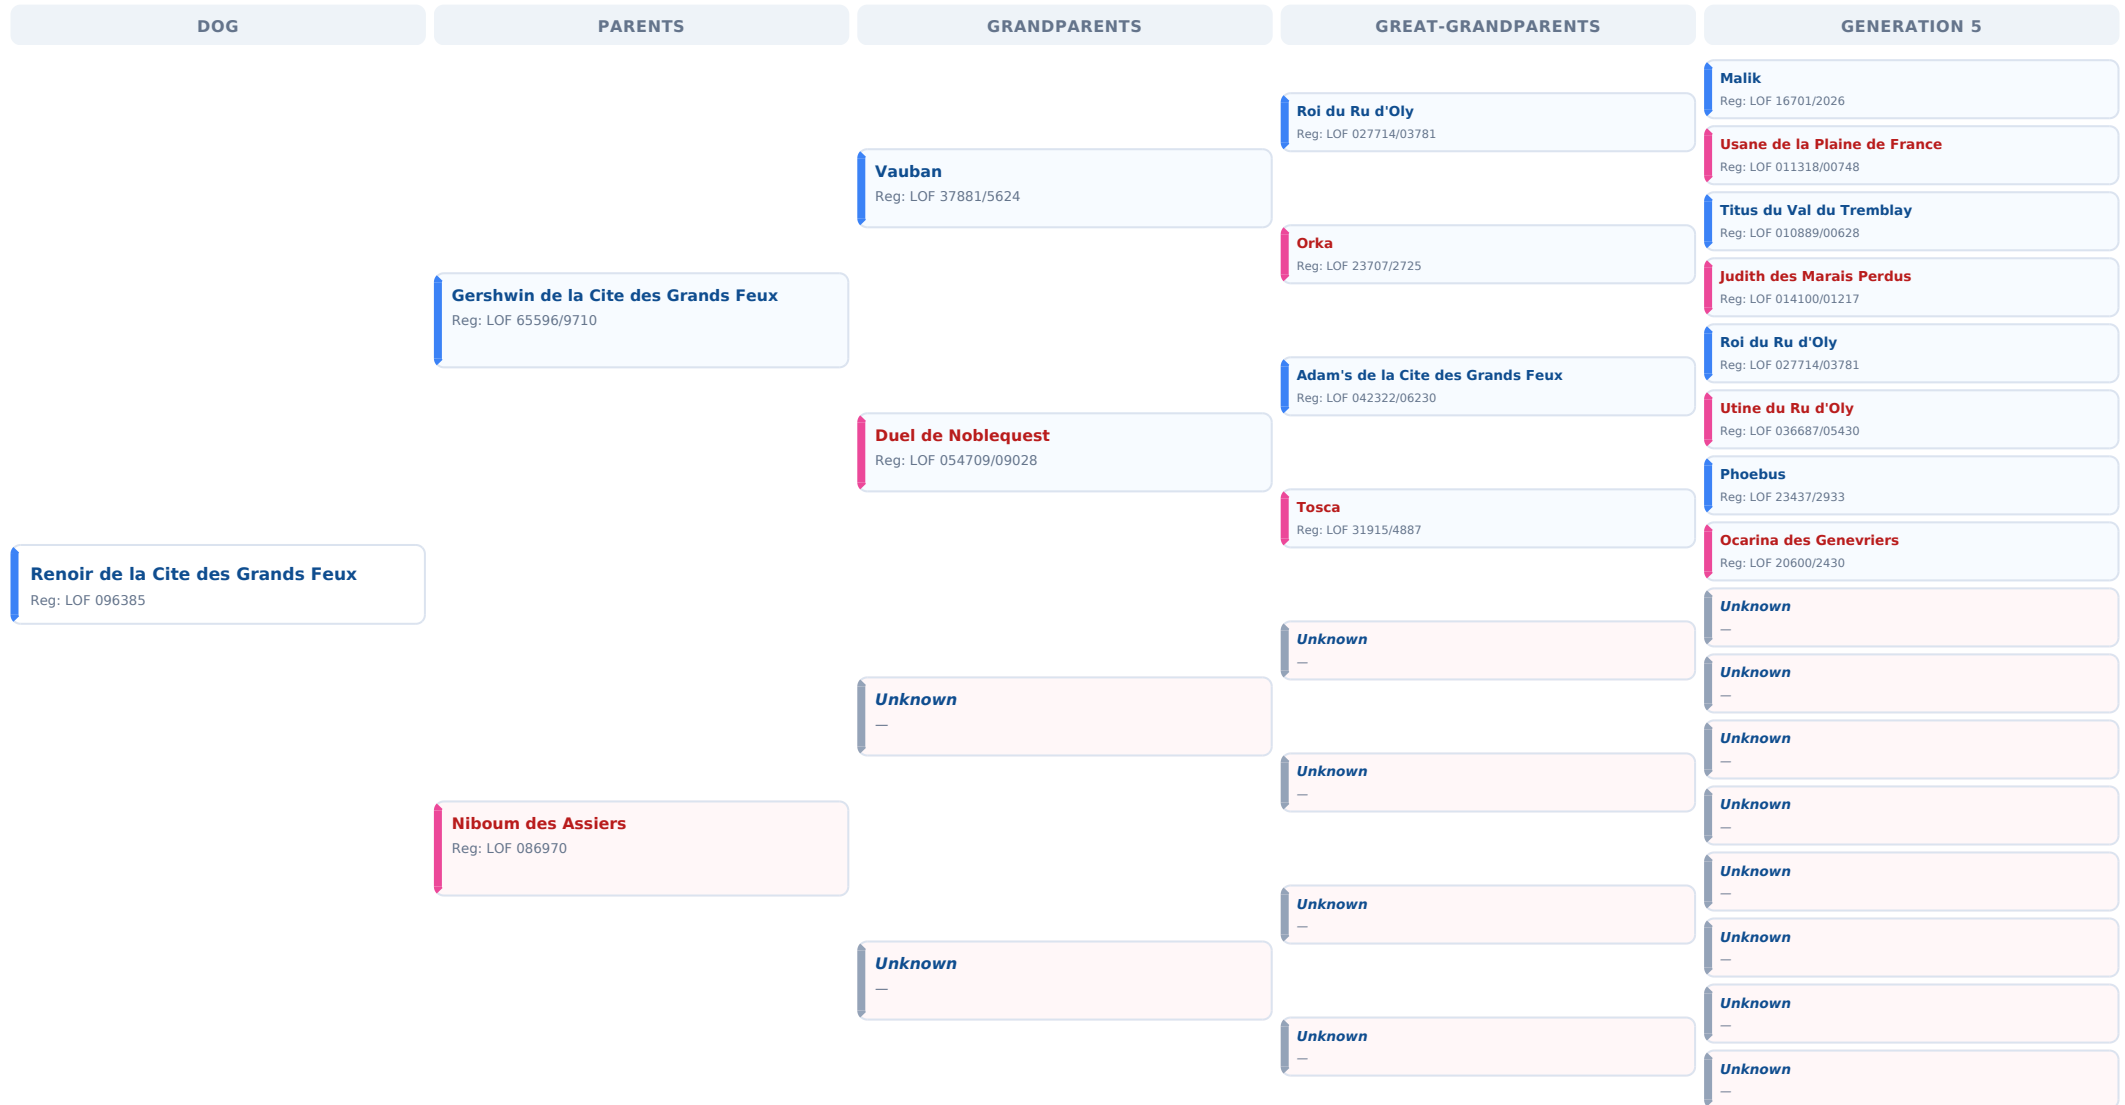 DOG
PARENTS
GRANDPARENTS
GREAT-GRANDPARENTS
GENERATION 5
Renoir de la Cite des Grands Feux
Reg: LOF 096385
Gershwin de la Cite des Grands Feux
Reg: LOF 65596/9710
Niboum des Assiers
Reg: LOF 086970
Vauban
Reg: LOF 37881/5624
Duel de Noblequest
Reg: LOF 054709/09028
Unknown
—
Unknown
—
Roi du Ru d'Oly
Reg: LOF 027714/03781
Orka
Reg: LOF 23707/2725
Adam's de la Cite des Grands Feux
Reg: LOF 042322/06230
Tosca
Reg: LOF 31915/4887
Unknown
—
Unknown
—
Unknown
—
Unknown
—
Malik
Reg: LOF 16701/2026
Usane de la Plaine de France
Reg: LOF 011318/00748
Titus du Val du Tremblay
Reg: LOF 010889/00628
Judith des Marais Perdus
Reg: LOF 014100/01217
Roi du Ru d'Oly
Reg: LOF 027714/03781
Utine du Ru d'Oly
Reg: LOF 036687/05430
Phoebus
Reg: LOF 23437/2933
Ocarina des Genevriers
Reg: LOF 20600/2430
Unknown
—
Unknown
—
Unknown
—
Unknown
—
Unknown
—
Unknown
—
Unknown
—
Unknown
—